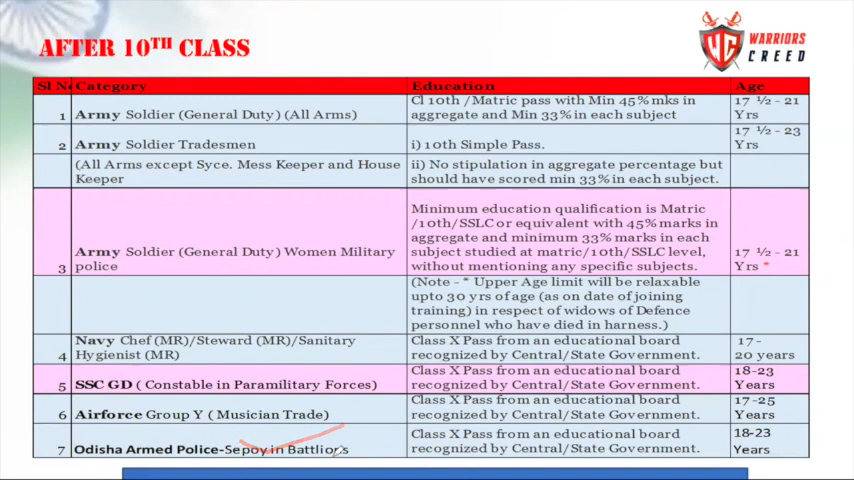 AFTER 10TH CLASS
WARRIORS
CREED
Sl No Category Education Age
1 Army Soldier (General Duty) (All Arms) Cl 10th /Matric pass with Min 45% mks in aggregate and Min 33% in each subject 17 ½ - 21 Yrs
2 Army Soldier Tradesmen i) 10th Simple Pass. 17 ½ - 23 Yrs
(All Arms except Syce. Mess Keeper and House Keeper ii) No stipulation in aggregate percentage but should have scored min 33% in each subject.
3 Army Soldier (General Duty) Women Military police Minimum education qualification is Matric /10th/SSLC or equivalent with 45% marks in aggregate and minimum 33% marks in each subject studied at matric/10th/SSLC level, without mentioning any specific subjects. 17 ½ - 21 Yrs *
(Note - * Upper Age limit will be relaxable upto 30 yrs of age (as on date of joining training) in respect of widows of Defence personnel who have died in harness.)
4 Navy Chef (MR)/Steward (MR)/Sanitary Hygienist (MR) Class X Pass from an educational board recognized by Central/State Government. 17 - 20 years
5 SSC GD ( Constable in Paramilitary Forces) Class X Pass from an educational board recognized by Central/State Government. 18-23 Years
6 Airforce Group Y ( Musician Trade) Class X Pass from an educational board recognized by Central/State Government. 17-25 Years
7 Odisha Armed Police-Sepoy in Battlions Class X Pass from an educational board recognized by Central/State Government. 18-23 Years